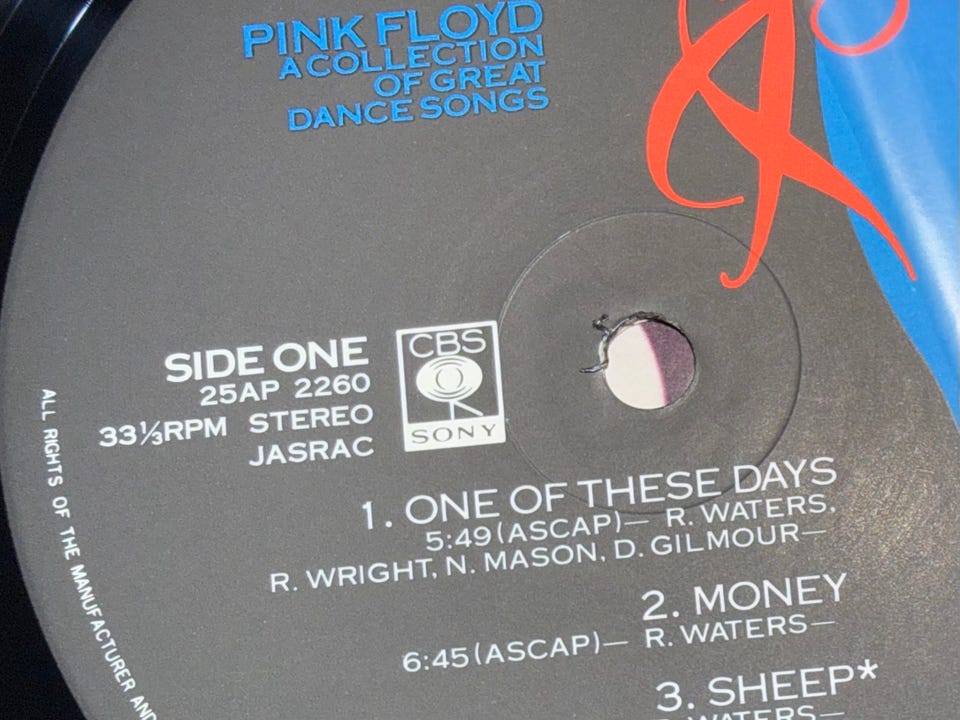 PINK FLOYD
A COLLECTION
OF GREAT
DANCE SONGS
SIDE ONE
25AP 2260
33⅓RPM STEREO
JASRAC
CBS
SONY
1. ONE OF THESE DAYS
5:49(ASCAP)— R. WATERS,
R. WRIGHT, N. MASON, D. GILMOUR—
2. MONEY
6:45(ASCAP)— R. WATERS—
3. SHEEP*
R. WATERS—
ALL RIGHTS OF THE MANUFACTURER AND